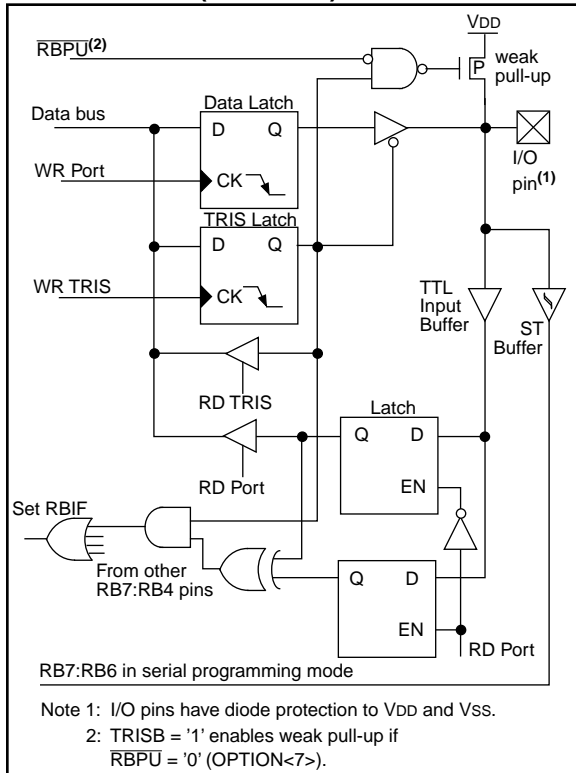 VDD
RBPU(2)
P
weak
pull-up
Data Latch
Data bus
D Q
WR Port
CK
I/O
pin(1)
TRIS Latch
D Q
WR TRIS
CK
TTL
Input
Buffer
ST
Buffer
RD TRIS
Latch
Q D
RD Port
EN
Set RBIF
From other
RB7:RB4 pins
Q D
EN
RD Port
RB7:RB6 in serial programming mode
Note 1: I/O pins have diode protection to VDD and VSS.
2: TRISB = '1' enables weak pull-up if
RBPU = '0' (OPTION<7>).